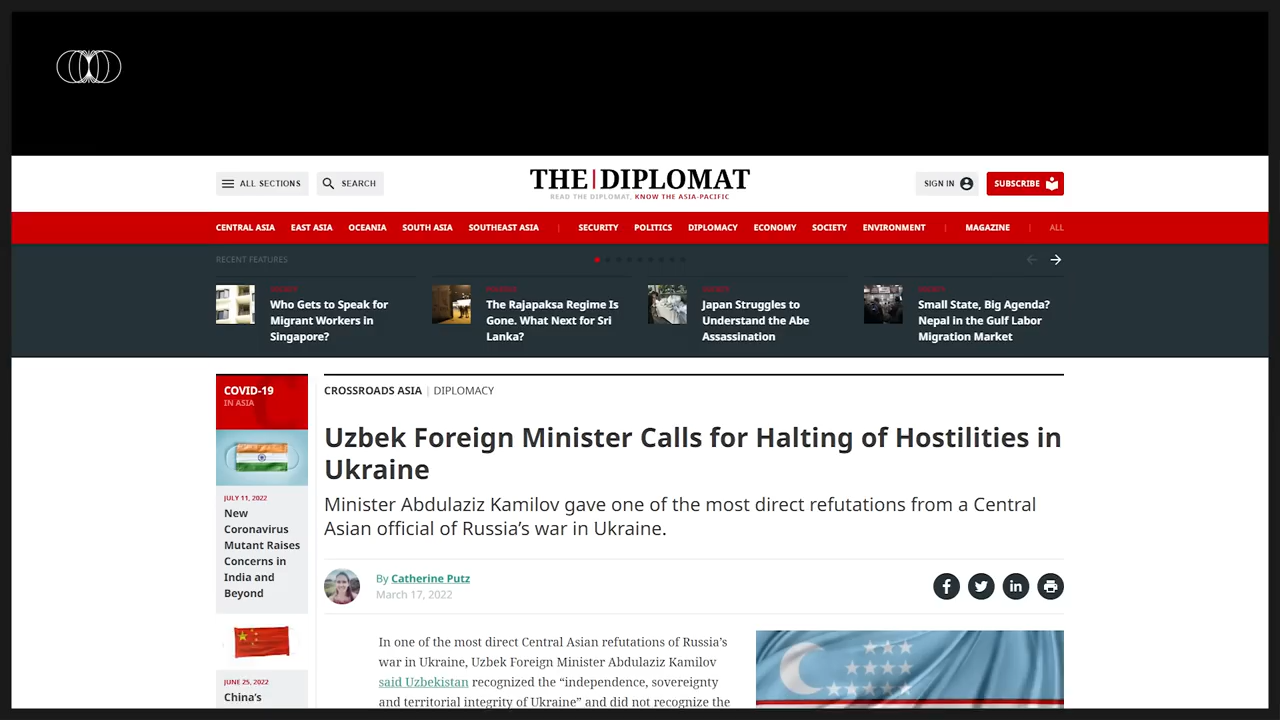 ALL SECTIONS
SEARCH
THE|DIPLOMAT
READ THE DIPLOMAT, KNOW THE ASIA-PACIFIC
SIGN IN
SUBSCRIBE
CENTRAL ASIA EAST ASIA OCEANIA SOUTH ASIA SOUTHEAST ASIA | SECURITY POLITICS DIPLOMACY ECONOMY SOCIETY ENVIRONMENT | MAGAZINE | ALL
RECENT FEATURES
Who Gets to Speak for
Migrant Workers in
Singapore?
The Rajapaksa Regime Is
Gone. What Next for Sri
Lanka?
Japan Struggles to
Understand the Abe
Assassination
Small State, Big Agenda?
Nepal in the Gulf Labor
Migration Market
COVID-19
IN ASIA
JULY 11, 2022
New
Coronavirus
Mutant Raises
Concerns in
India and
Beyond
JUNE 25, 2022
China's
CROSSROADS ASIA | DIPLOMACY
Uzbek Foreign Minister Calls for Halting of Hostilities in
Ukraine
Minister Abdulaziz Kamilov gave one of the most direct refutations from a Central
Asian official of Russia's war in Ukraine.
By Catherine Putz
March 17, 2022
In one of the most direct Central Asian refutations of Russia's
war in Ukraine, Uzbek Foreign Minister Abdulaziz Kamilov
said Uzbekistan recognized the “independence, sovereignty
and territorial integrity of Ukraine” and did not recognize the